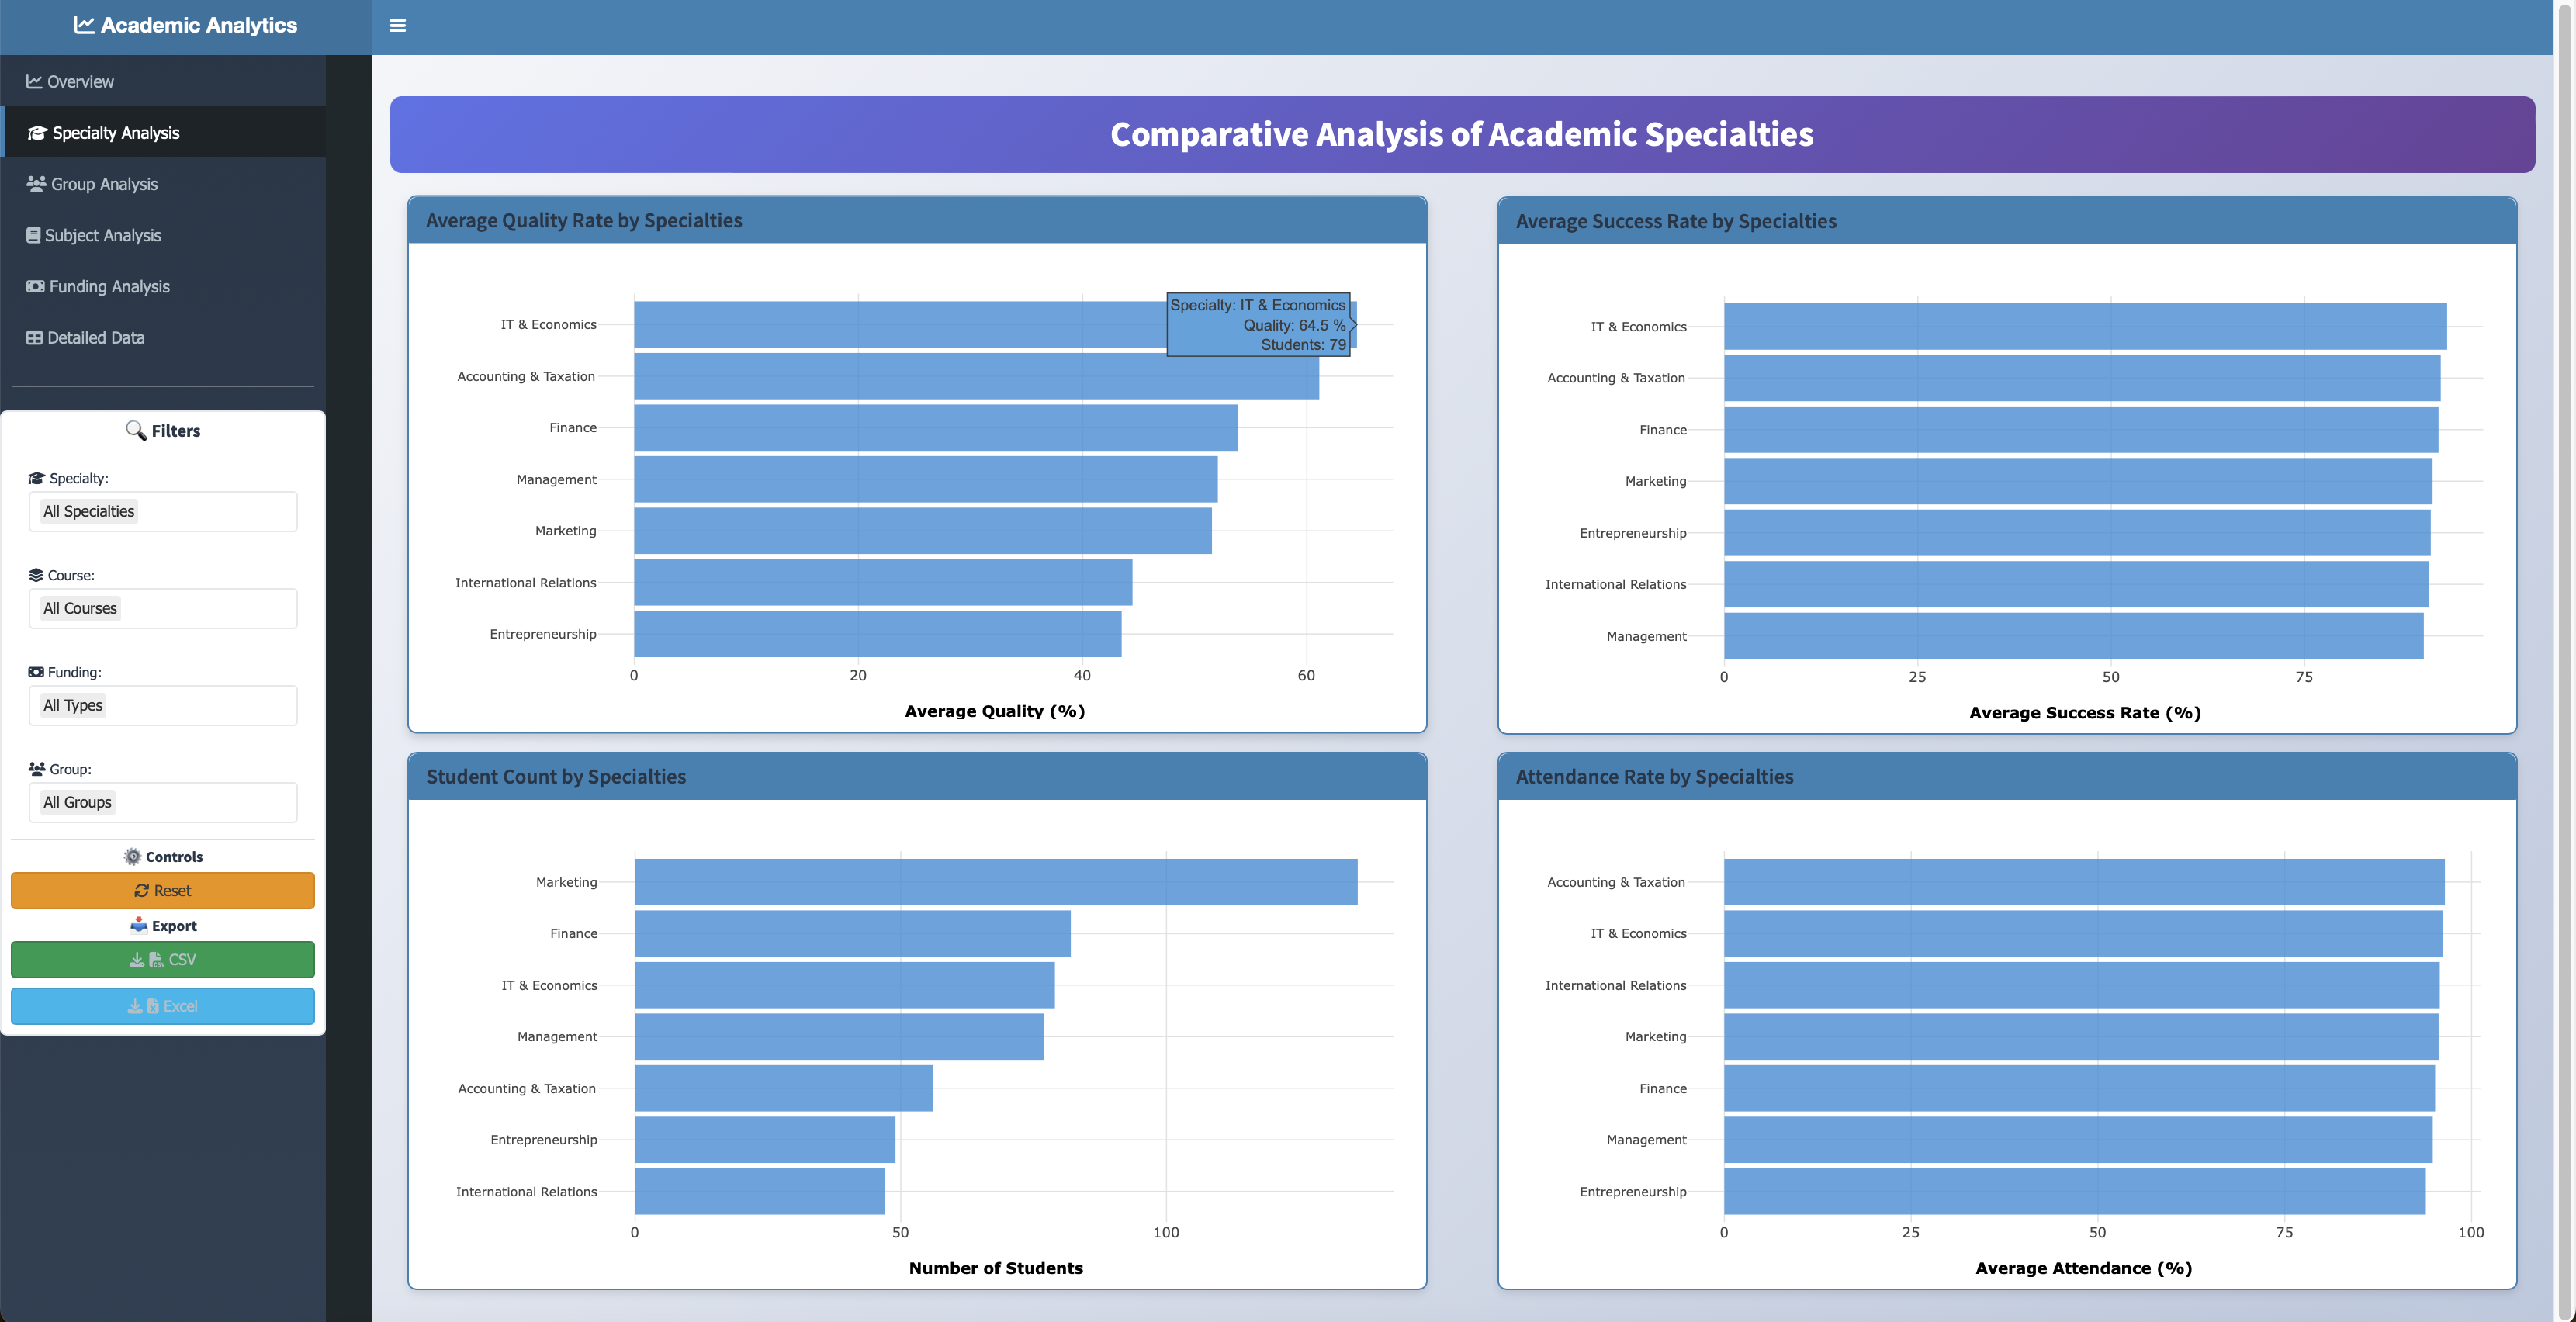 Academic Analytics
Overview
Specialty Analysis
Group Analysis
Subject Analysis
Funding Analysis
Detailed Data
Filters
Specialty:
All Specialties
Course:
All Courses
Funding:
All Types
Group:
All Groups
Controls
Reset
Export
CSV
Excel
Comparative Analysis of Academic Specialties
Average Quality Rate by Specialties
IT & Economics
Accounting & Taxation
Finance
Management
Marketing
International Relations
Entrepreneurship
Specialty: IT & Economics
Quality: 64.5 %
Students: 79
0 20 40 60
Average Quality (%)
Average Success Rate by Specialties
IT & Economics
Accounting & Taxation
Finance
Marketing
Entrepreneurship
International Relations
Management
0 25 50 75
Average Success Rate (%)
Student Count by Specialties
Marketing
Finance
IT & Economics
Management
Accounting & Taxation
Entrepreneurship
International Relations
0 50 100
Number of Students
Attendance Rate by Specialties
Accounting & Taxation
IT & Economics
International Relations
Marketing
Finance
Management
Entrepreneurship
0 25 50 75 100
Average Attendance (%)